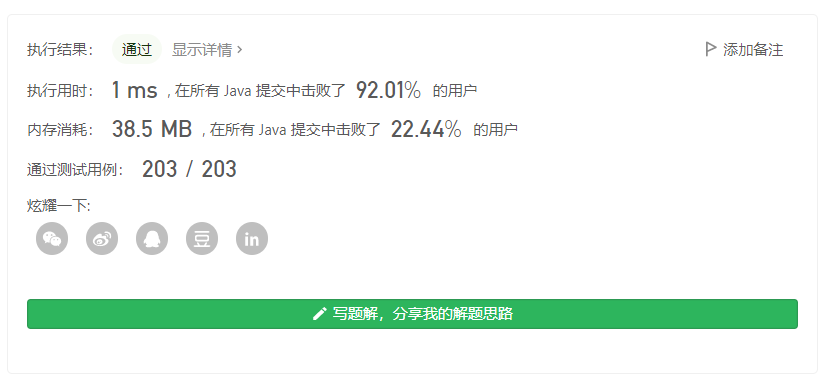 执行结果： 通过 显示详情 › 添加备注
执行用时： 1 ms , 在所有 Java 提交中击败了 92.01% 的用户
内存消耗： 38.5 MB , 在所有 Java 提交中击败了 22.44% 的用户
通过测试用例： 203 / 203
炫耀一下:
豆 in
写题解，分享我的解题思路